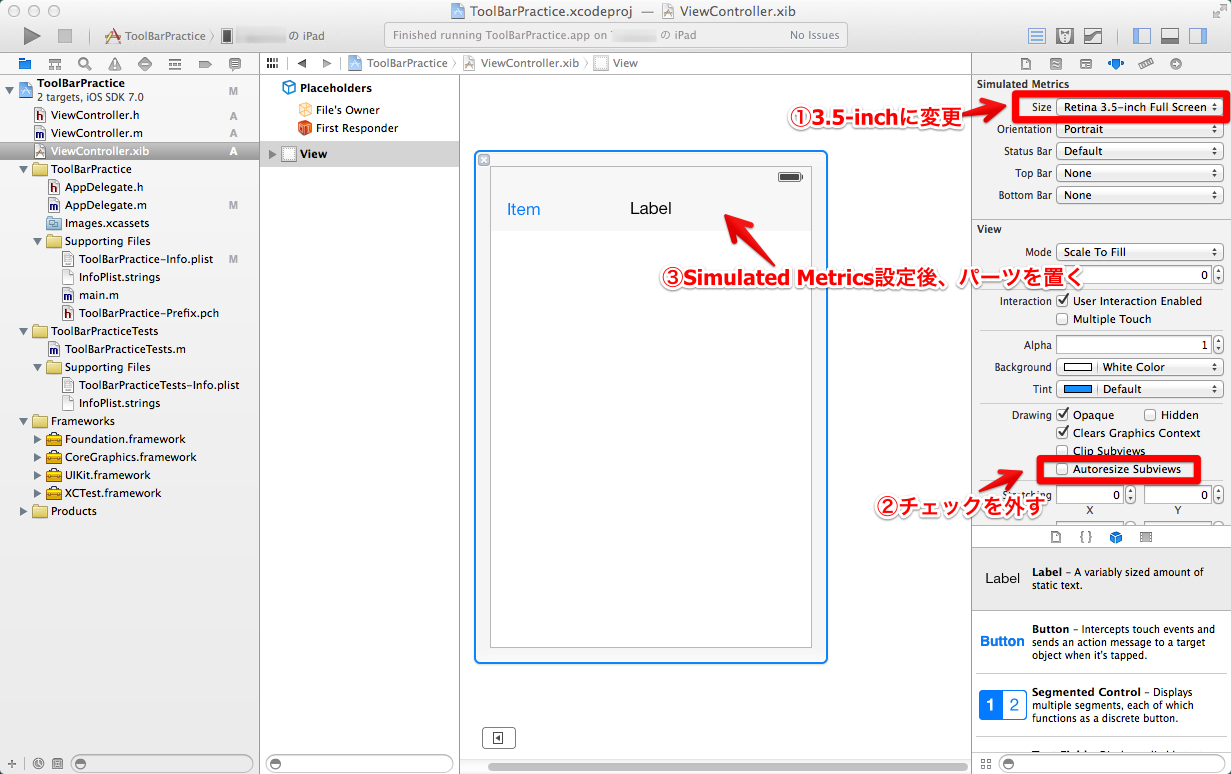 ToolBarPractice.xcodeproj — ViewController.xib
ToolBarPractice
の iPad
Finished running ToolBarPractice.app on
の iPad
No Issues
ToolBarPractice
ViewController.xib
View
ToolBarPractice
2 targets, iOS SDK 7.0
M
ViewController.h
A
ViewController.m
A
ViewController.xib
A
ToolBarPractice
AppDelegate.h
AppDelegate.m
M
Images.xcassets
Supporting Files
ToolBarPractice-Info.plist
M
InfoPlist.strings
main.m
ToolBarPractice-Prefix.pch
ToolBarPracticeTests
ToolBarPracticeTests.m
Supporting Files
ToolBarPracticeTests-Info.plist
InfoPlist.strings
Frameworks
Foundation.framework
CoreGraphics.framework
UIKit.framework
XCTest.framework
Products
Placeholders
File's Owner
First Responder
View
Item
Label
①3.5-inchに変更
③Simulated Metrics設定後、パーツを置く
②チェックを外す
Simulated Metrics
Size Retina 3.5-inch Full Screen
Orientation Portrait
Status Bar Default
Top Bar None
Bottom Bar None
View
Mode Scale To Fill
0
Interaction User Interaction Enabled
Multiple Touch
Alpha 1
Background White Color
Tint Default
Drawing Opaque Hidden
Clears Graphics Context
Clip Subviews
Autoresize Subviews
Stretching 0 0
X Y
Label
Label – A variably sized amount of
static text.
Button
Button – Intercepts touch events and
sends an action message to a target
object when it's tapped.
1 2
Segmented Control – Displays
multiple segments, each of which
functions as a discrete button.